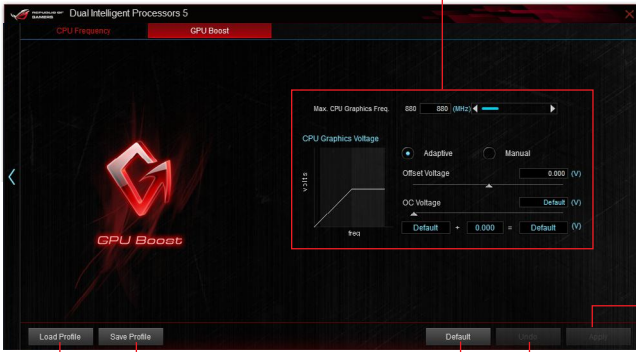 REPUBLIC OF
GAMERS
Dual Intelligent Processors 5
CPU Frequency
GPU Boost
Max. CPU Graphics Freq. 880 880 (MHz)
CPU Graphics Voltage
Adaptive Manual
volts
Offset Voltage 0.000 (V)
OC Voltage Default (V)
Default + 0.000 = Default (V)
freq
GPU Boost
Load Profile
Save Profile
Default
Undo
Apply